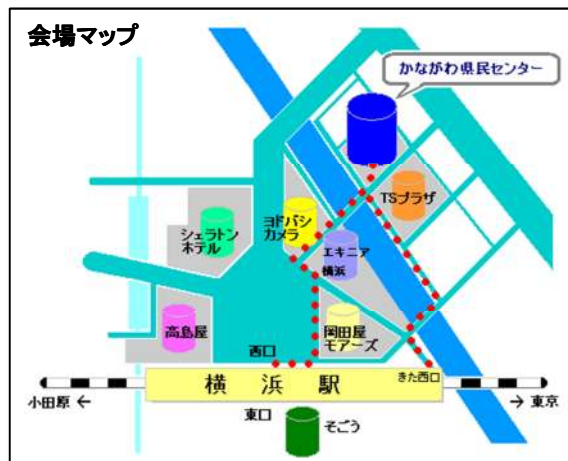 会場マップ
かながわ県民センター
TSプラザ
ヨドバシ
カメラ
シェラトン
ホテル
エキニア
横浜
高島屋
岡田屋
モアーズ
西口
きた西口
横浜駅
小田原 ←
→ 東京
東口
そごう